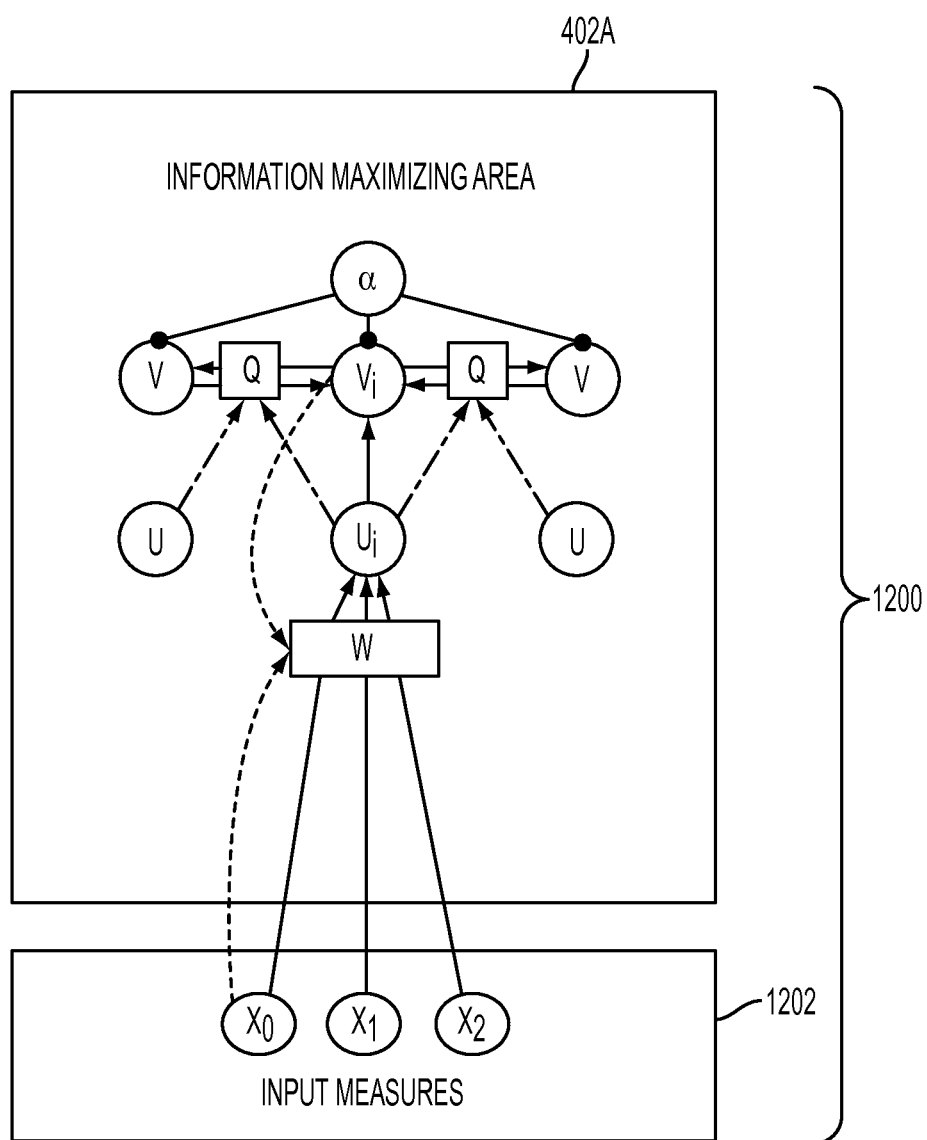 402A
INFORMATION MAXIMIZING AREA
α
V Q Vi Q V
U Ui U
1200
W
1202
X0 X1 X2
INPUT MEASURES